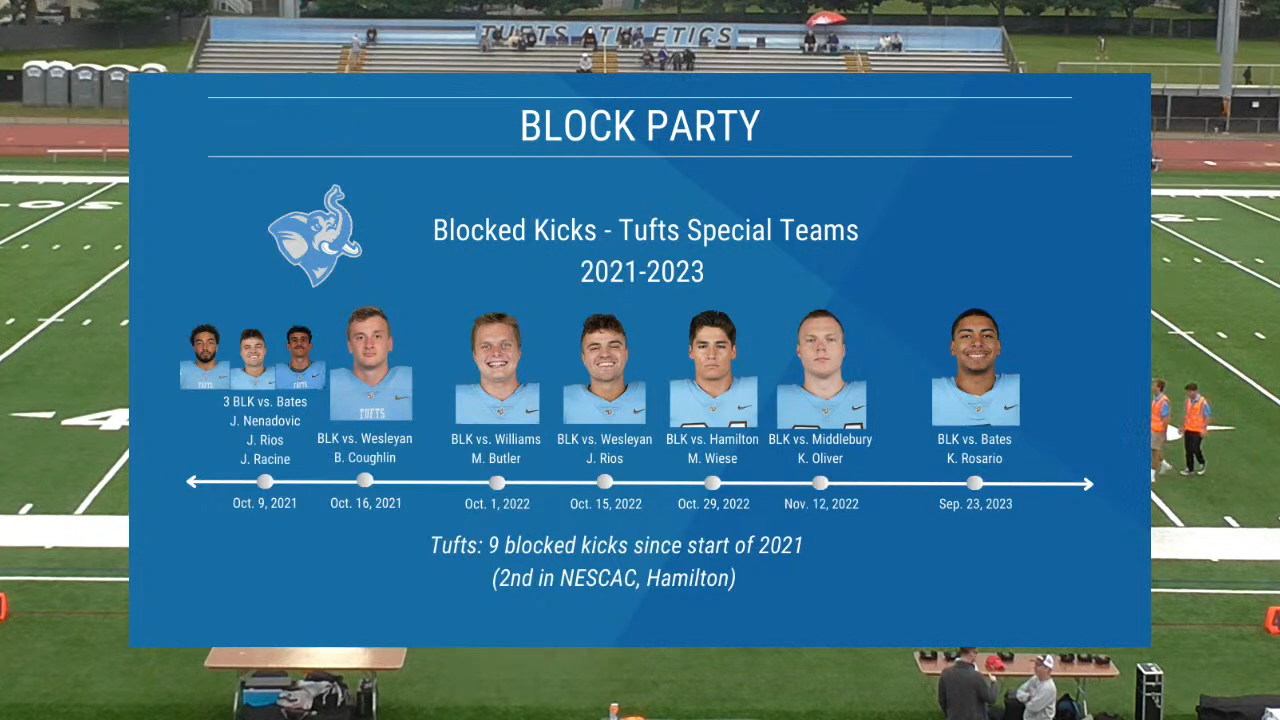 TUFTS ATHLETICS
BLOCK PARTY
Blocked Kicks - Tufts Special Teams
2021-2023
3 BLK vs. Bates
J. Nenadovic
J. Rios
J. Racine
Oct. 9, 2021
TUFTS
BLK vs. Wesleyan
B. Coughlin
Oct. 16, 2021
BLK vs. Williams
M. Butler
Oct. 1, 2022
BLK vs. Wesleyan
J. Rios
Oct. 15, 2022
BLK vs. Hamilton
M. Wiese
Oct. 29, 2022
BLK vs. Middlebury
K. Oliver
Nov. 12, 2022
BLK vs. Bates
K. Rosario
Sep. 23, 2023
Tufts: 9 blocked kicks since start of 2021
(2nd in NESCAC, Hamilton)